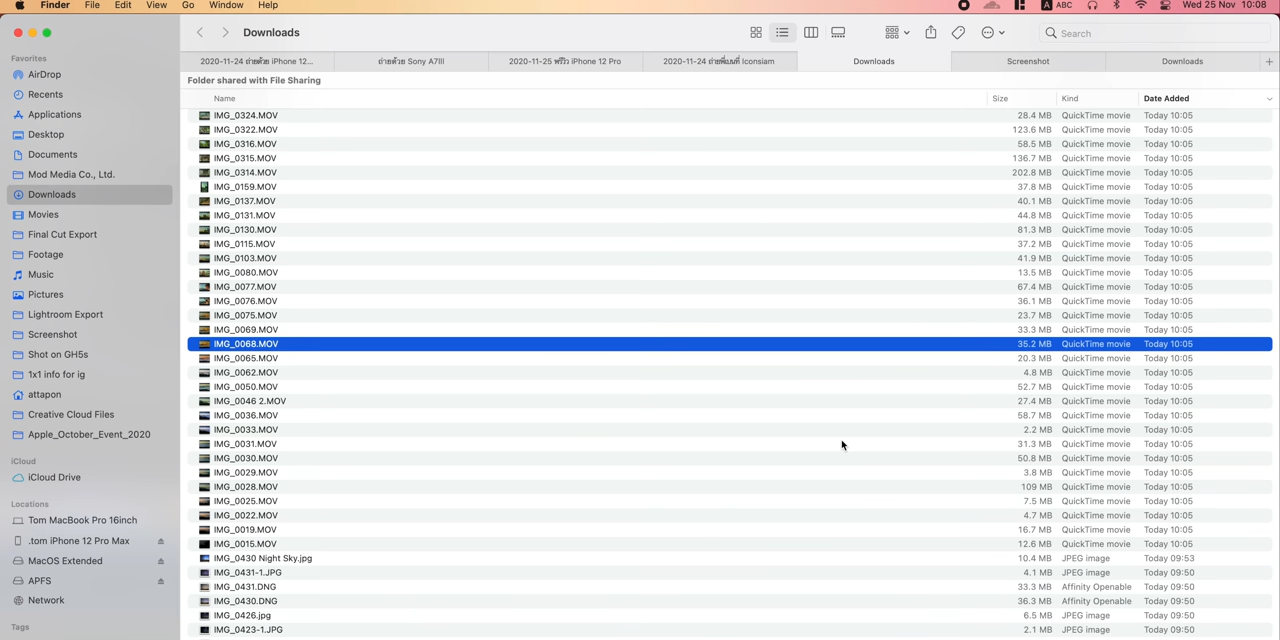 Finder File Edit View Go Window Help ABC Wed 25 Nov 10:08
Downloads Search
2020-11-24 ถ่ายด้วย iPhone 12... ถ่ายด้วย Sony A7III 2020-11-25 พรีวิว iPhone 12 Pro 2020-11-24 ถ่ายพี่เบนที่ Iconsiam Downloads Screenshot Downloads
Folder shared with File Sharing
Name Size Kind Date Added
Favorites
AirDrop
Recents
Applications
Desktop
Documents
Mod Media Co., Ltd.
Downloads
Movies
Final Cut Export
Footage
Music
Pictures
Lightroom Export
Screenshot
Shot on GH5s
1x1 info for ig
attapon
Creative Cloud Files
Apple_October_Event_2020
iCloud
iCloud Drive
Locations
Tom MacBook Pro 16inch
.tom iPhone 12 Pro Max
MacOS Extended
APFS
Network
Tags
IMG_0324.MOV 28.4 MB QuickTime movie Today 10:05
IMG_0322.MOV 123.6 MB QuickTime movie Today 10:05
IMG_0316.MOV 58.5 MB QuickTime movie Today 10:05
IMG_0315.MOV 136.7 MB QuickTime movie Today 10:05
IMG_0314.MOV 202.8 MB QuickTime movie Today 10:05
IMG_0159.MOV 37.8 MB QuickTime movie Today 10:05
IMG_0137.MOV 40.1 MB QuickTime movie Today 10:05
IMG_0131.MOV 44.8 MB QuickTime movie Today 10:05
IMG_0130.MOV 81.3 MB QuickTime movie Today 10:05
IMG_0115.MOV 37.2 MB QuickTime movie Today 10:05
IMG_0103.MOV 41.9 MB QuickTime movie Today 10:05
IMG_0080.MOV 13.5 MB QuickTime movie Today 10:05
IMG_0077.MOV 67.4 MB QuickTime movie Today 10:05
IMG_0076.MOV 36.1 MB QuickTime movie Today 10:05
IMG_0075.MOV 23.7 MB QuickTime movie Today 10:05
IMG_0069.MOV 33.3 MB QuickTime movie Today 10:05
IMG_0068.MOV 35.2 MB QuickTime movie Today 10:05
IMG_0065.MOV 20.3 MB QuickTime movie Today 10:05
IMG_0062.MOV 4.8 MB QuickTime movie Today 10:05
IMG_0050.MOV 52.7 MB QuickTime movie Today 10:05
IMG_0046 2.MOV 27.4 MB QuickTime movie Today 10:05
IMG_0036.MOV 58.7 MB QuickTime movie Today 10:05
IMG_0033.MOV 2.2 MB QuickTime movie Today 10:05
IMG_0031.MOV 31.3 MB QuickTime movie Today 10:05
IMG_0030.MOV 50.8 MB QuickTime movie Today 10:05
IMG_0029.MOV 3.8 MB QuickTime movie Today 10:05
IMG_0028.MOV 109 MB QuickTime movie Today 10:05
IMG_0025.MOV 7.5 MB QuickTime movie Today 10:05
IMG_0022.MOV 4.7 MB QuickTime movie Today 10:05
IMG_0019.MOV 16.7 MB QuickTime movie Today 10:05
IMG_0015.MOV 12.6 MB QuickTime movie Today 10:05
IMG_0430 Night Sky.jpg 10.4 MB JPEG image Today 09:53
IMG_0431-1.JPG 4.1 MB JPEG image Today 09:50
IMG_0431.DNG 33.3 MB Affinity Openable Today 09:50
IMG_0430.DNG 36.3 MB Affinity Openable Today 09:50
IMG_0426.jpg 6.5 MB JPEG image Today 09:50
IMG_0423-1.JPG 2.1 MB JPEG image Today 09:50